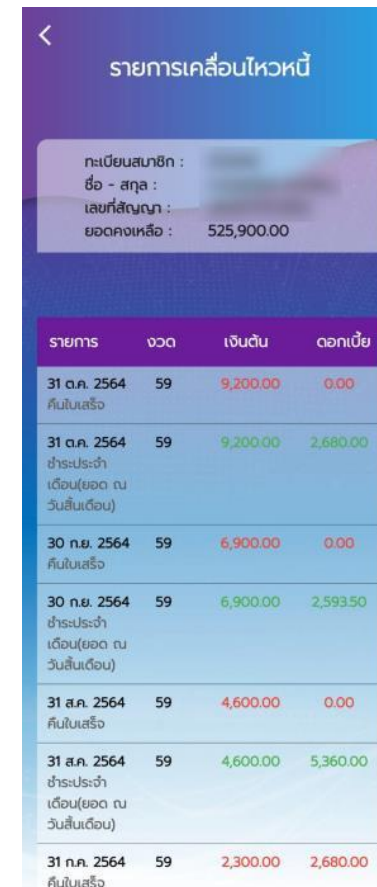 รายการเคลื่อนไหวหนี้
ทะเบียนสมาชิก :
ชื่อ - สกุล :
เลขที่สัญญา :
ยอดคงเหลือ : 525,900.00
รายการ งวด เงินต้น ดอกเบี้ย
31 ต.ค. 2564 59 9,200.00 0.00
คืนใบเสร็จ
31 ต.ค. 2564 59 9,200.00 2,680.00
ชำระประจำ
เดือน(ยอด ณ
วันสิ้นเดือน)
30 ก.ย. 2564 59 6,900.00 0.00
คืนใบเสร็จ
30 ก.ย. 2564 59 6,900.00 2,593.50
ชำระประจำ
เดือน(ยอด ณ
วันสิ้นเดือน)
31 ส.ค. 2564 59 4,600.00 0.00
คืนใบเสร็จ
31 ส.ค. 2564 59 4,600.00 5,360.00
ชำระประจำ
เดือน(ยอด ณ
วันสิ้นเดือน)
31 ก.ค. 2564 59 2,300.00 2,680.00
คืนใบเสร็จ